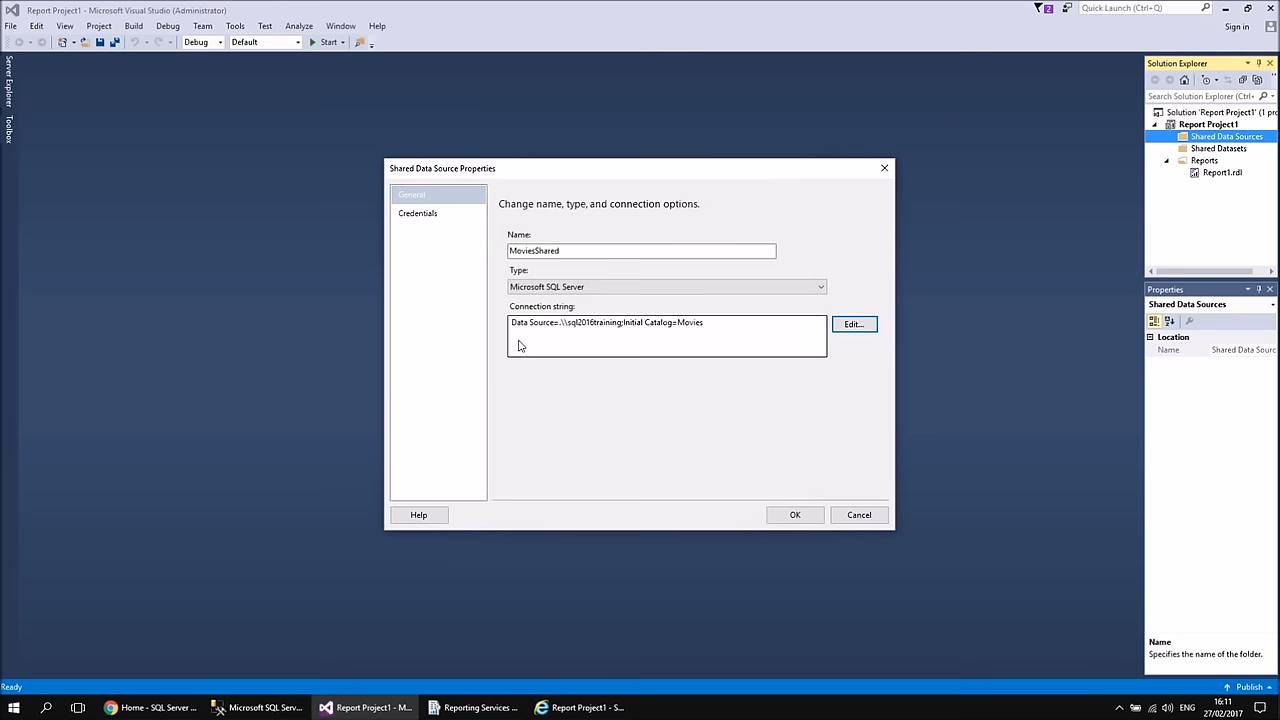 Report Project1 - Microsoft Visual Studio (Administrator)
2
Quick Launch (Ctrl+Q)
File Edit View Project Build Debug Team Tools Test Analyze Window Help
Sign in
Debug Default Start
Server Explorer
Toolbox
Solution Explorer
Search Solution Explorer (Ctrl+
Solution 'Report Project1' (1 pro
Report Project1
Shared Data Sources
Shared Datasets
Reports
Report1.rdl
Shared Data Source Properties
General
Credentials
Change name, type, and connection options.
Name:
MoviesShared
Type:
Microsoft SQL Server
Connection string:
Data Source=.\\sql2016training;Initial Catalog=Movies
Edit...
Help
OK
Cancel
Properties
Shared Data Sources
Location
Name Shared Data Sourc
Name
Specifies the name of the folder.
Ready
Publish
Home - SQL Server ...
Microsoft SQL Serv...
Report Project1 - M...
Reporting Services ...
Report Project1 - S...
ENG
16:11
27/02/2017